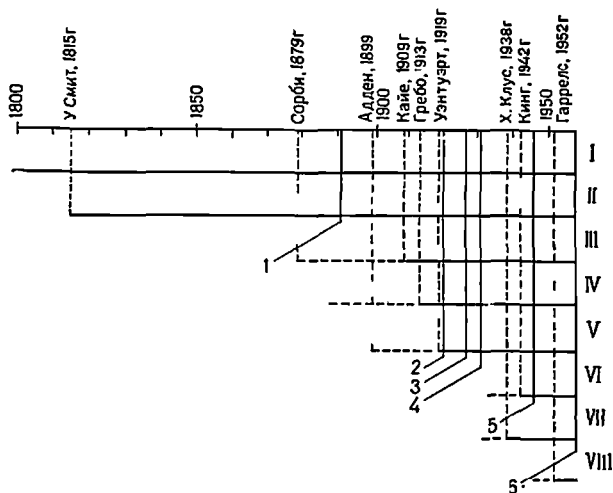 1800
У Смит, 1815г
1850
Сорби, 1879г
Адден, 1899
1900
Кайе, 1909г
Гребо, 1913г
Уэнтуэрт, 1919г
Х. Клус, 1938г
Кинг, 1942г
1950
Гаррелс, 1952г
I
II
III
1
IV
V
2
3
4
VI
5
VII
6
VIII